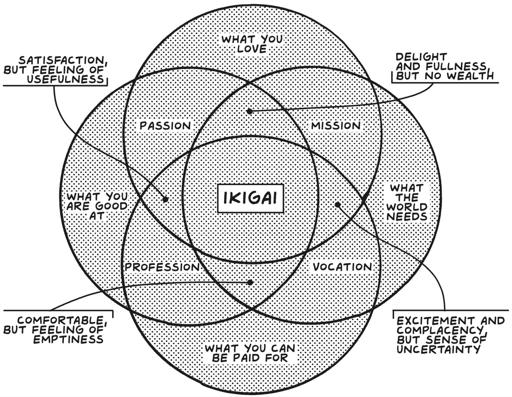 WHAT YOU
LOVE
SATISFACTION,
BUT FEELING OF
USEFULNESS
DELIGHT
AND FULLNESS,
BUT NO WEALTH
PASSION
MISSION
WHAT YOU
ARE GOOD
AT
IKIGAI
WHAT
THE
WORLD
NEEDS
PROFESSION
VOCATION
COMFORTABLE,
BUT FEELING OF
EMPTINESS
EXCITEMENT AND
COMPLACENCY,
BUT SENSE OF
UNCERTAINTY
WHAT YOU CAN
BE PAID FOR